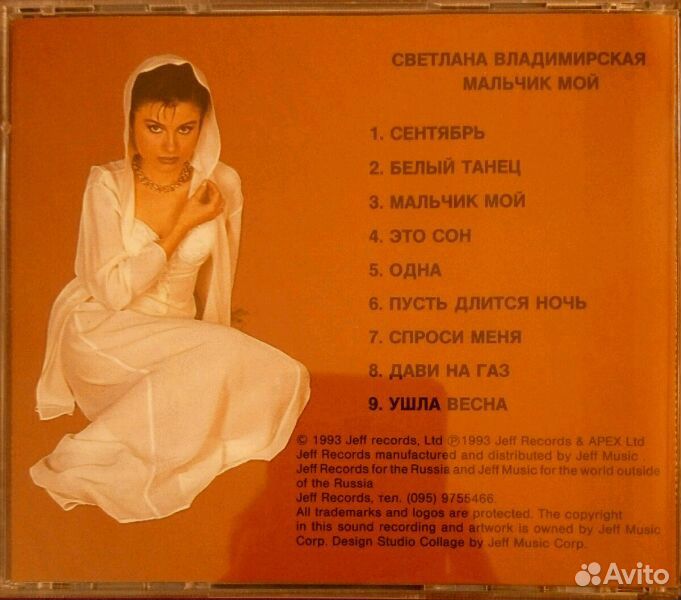 СВЕТЛАНА ВЛАДИМИРСКАЯ
МАЛЬЧИК МОЙ
1. СЕНТЯБРЬ
2. БЕЛЫЙ ТАНЕЦ
3. МАЛЬЧИК МОЙ
4. ЭТО СОН
5. ОДНА
6. ПУСТЬ ДЛИТСЯ НОЧЬ
7. СПРОСИ МЕНЯ
8. ДАВИ НА ГАЗ
9. УШЛА ВЕСНА
© 1993 Jeff records, Ltd ℗1993 Jeff Records & APEX Ltd
Jeff Records manufactured and distributed by Jeff Music
Jeff Records for the Russia and Jeff Music for the world outside
of the Russia
Jeff Records, тел. (095) 9755466.
All trademarks and logos are protected. The copyright
in this sound recording and artwork is owned by Jeff Music
Corp. Design Studio Collage by Jeff Music Corp.
Avito